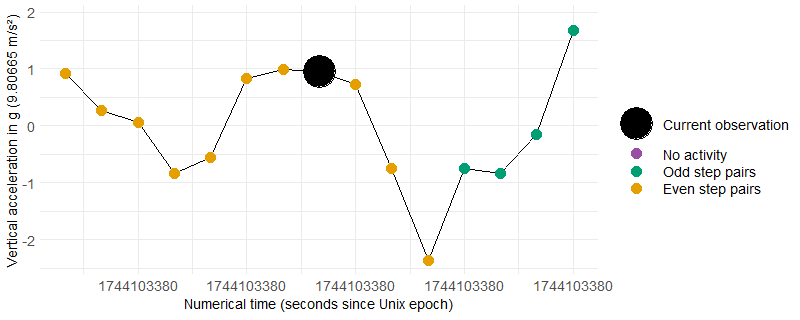 Vertical acceleration in g (9.80665 m/s²)
2
1
0
-1
-2
1744103380 1744103380 1744103380 1744103380 1744103380
Numerical time (seconds since Unix epoch)
Current observation
No activity
Odd step pairs
Even step pairs